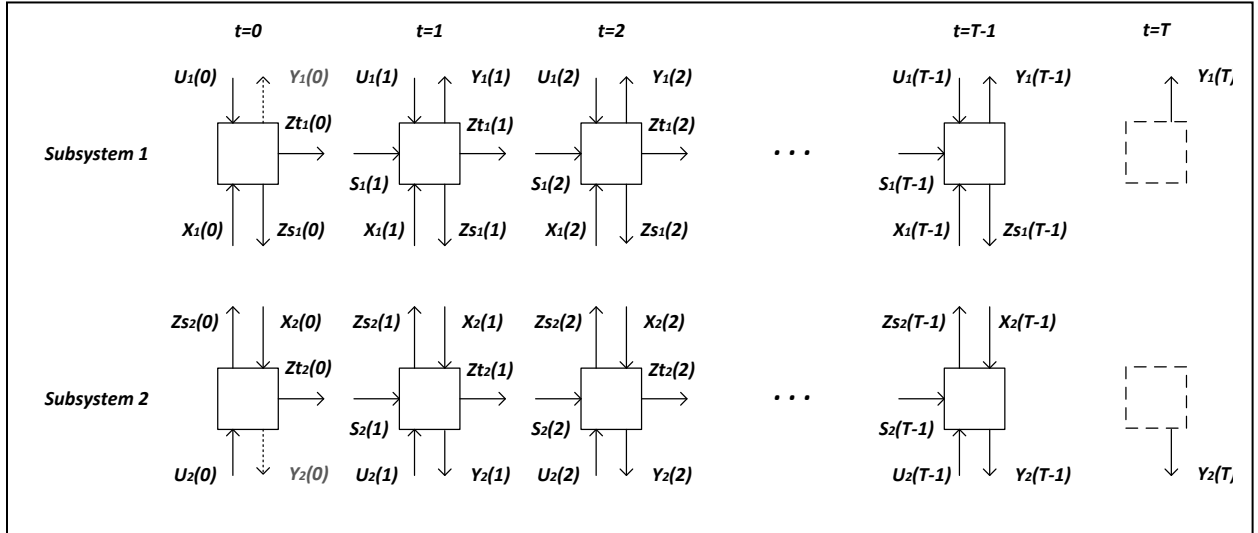 t=0 t=1 t=2 t=T-1 t=T
U1(0) Y1(0) U1(1) Y1(1) U1(2) Y1(2) U1(T-1) Y1(T-1) Y1(T)
Zt1(0) Zt1(1) Zt1(2)
Subsystem 1 . . .
S1(1) S1(2) S1(T-1)
X1(0) Zs1(0) X1(1) Zs1(1) X1(2) Zs1(2) X1(T-1) Zs1(T-1)
Zs2(0) X2(0) Zs2(1) X2(1) Zs2(2) X2(2) Zs2(T-1) X2(T-1)
Zt2(0) Zt2(1) Zt2(2)
Subsystem 2 . . .
S2(1) S2(2) S2(T-1)
U2(0) Y2(0) U2(1) Y2(1) U2(2) Y2(2) U2(T-1) Y2(T-1) Y2(T)